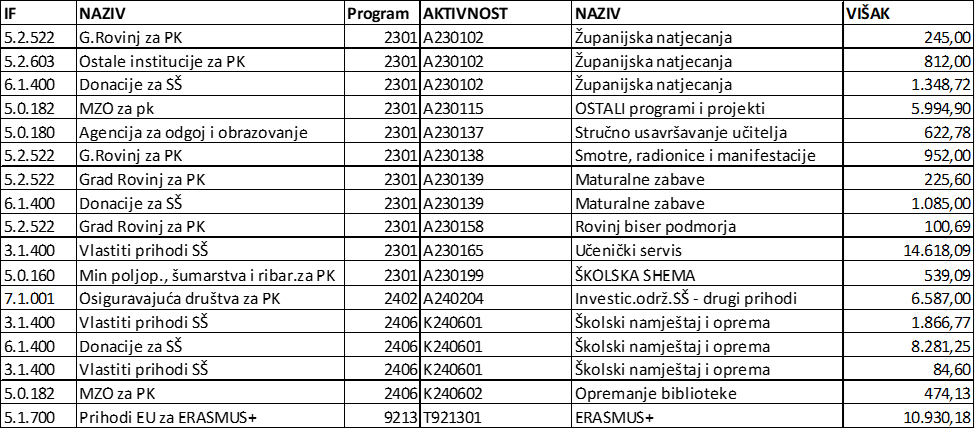 IF NAZIV Program AKTIVNOST NAZIV VIŠAK
5.2.522 G.Rovinj za PK 2301 A230102 Županijska natjecanja 245,00
5.2.603 Ostale institucije za PK 2301 A230102 Županijska natjecanja 812,00
6.1.400 Donacije za SŠ 2301 A230102 Županijska natjecanja 1.348,72
5.0.182 MZO za pk 2301 A230115 OSTALI programi i projekti 5.994,90
5.0.180 Agencija za odgoj i obrazovanje 2301 A230137 Stručno usavršavanje učitelja 622,78
5.2.522 G.Rovinj za PK 2301 A230138 Smotre, radionice i manifestacije 952,00
5.2.522 Grad Rovinj za PK 2301 A230139 Maturalne zabave 225,60
6.1.400 Donacije za SŠ 2301 A230139 Maturalne zabave 1.085,00
5.2.522 Grad Rovinj za PK 2301 A230158 Rovinj biser podmorja 100,69
3.1.400 Vlastiti prihodi SŠ 2301 A230165 Učenički servis 14.618,09
5.0.160 Min poljop., šumarstva i ribar.za PK 2301 A230199 ŠKOLSKA SHEMA 539,09
7.1.001 Osiguravajuća društva za PK 2402 A240204 Investic.održ.SŠ - drugi prihodi 6.587,00
3.1.400 Vlastiti prihodi SŠ 2406 K240601 Školski namještaj i oprema 1.866,77
6.1.400 Donacije za SŠ 2406 K240601 Školski namještaj i oprema 8.281,25
3.1.400 Vlastiti prihodi SŠ 2406 K240601 Školski namještaj i oprema 84,60
5.0.182 MZO za PK 2406 K240602 Opremanje biblioteke 474,13
5.1.700 Prihodi EU za ERASMUS+ 9213 T921301 ERASMUS+ 10.930,18